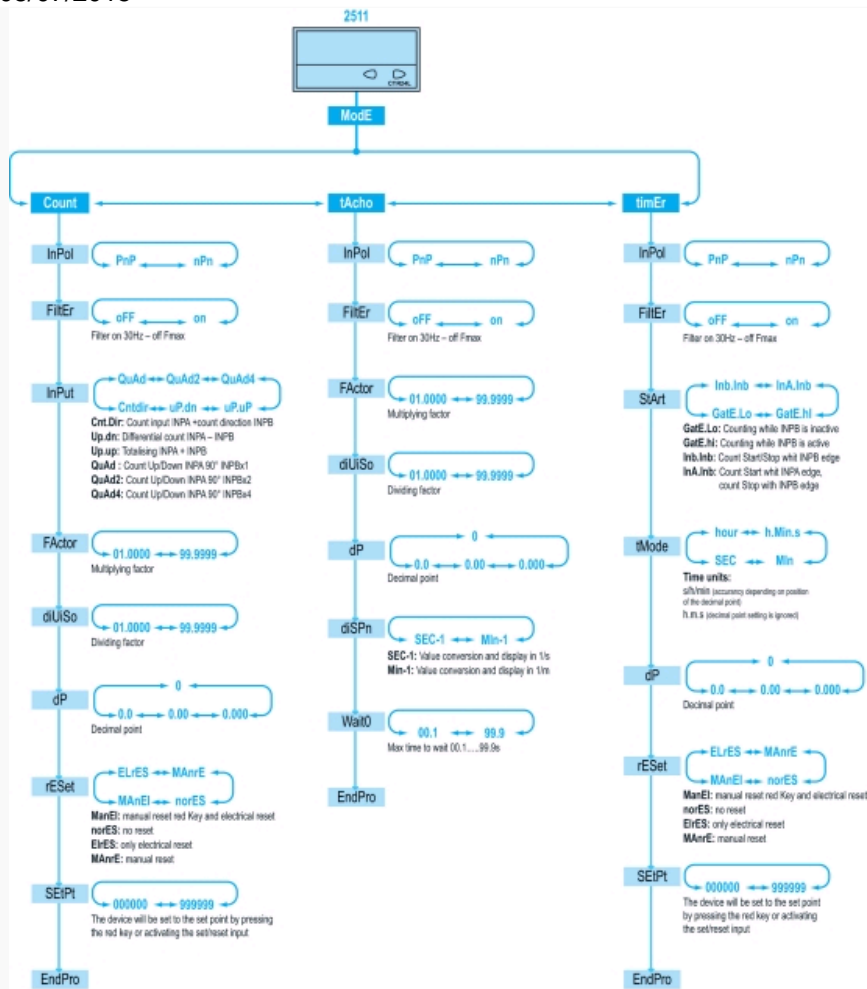 2511
ModE
Count
tAcho
timEr
InPol
PnP
nPn
FiltEr
oFF
on
Filter on 30Hz – off Fmax
InPut
QuAd
QuAd2
QuAd4
Cntdir
uP.dn
uP.uP
Cnt.Dir: Count input INPA +count direction INPB
Up.dn: Differential count INPA – INPB
Up.up: Totalising INPA + INPB
QuAd : Count Up/Down INPA 90° INPBx1
QuAd2: Count Up/Down INPA 90° INPBx2
QuAd4: Count Up/Down INPA 90° INPBx4
FActor
01.0000
99.9999
Multiplying factor
diUiSo
01.0000
99.9999
Dividing factor
dP
0
0.0
0.00
0.000
Decimal point
rESet
ELrES
MAnrE
MAnEl
norES
ManEl: manual reset red Key and electrical reset
norES: no reset
ElrES: only electrical reset
MAnrE: manual reset
SEtPt
000000
999999
The device will be set to the set point by pressing
the red key or activating the set/reset input
EndPro
InPol
PnP
nPn
FiltEr
oFF
on
Filter on 30Hz – off Fmax
FActor
01.0000
99.9999
Multiplying factor
diUiSo
01.0000
99.9999
Dividing factor
dP
0
0.0
0.00
0.000
Decimal point
diSPn
SEC-1
MIn-1
SEC-1: Value conversion and display in 1/s
Min-1: Value conversion and display in 1/m
Wait0
00.1
99.9
Max time to wait 00.1.....99.9s
EndPro
InPol
PnP
nPn
FiltEr
oFF
on
Filter on 30Hz – off Fmax
StArt
Inb.Inb
InA.Inb
GatE.Lo
GatE.hI
GatE.Lo: Counting while INPB is inactive
GatE.hi: Counting while INPB is active
Inb.Inb: Count Start/Stop whit INPB edge
InA.Inb: Count Start whit INPA edge,
count Stop with INPB edge
tMode
hour
h.Min.s
SEC
MIn
Time units:
s/h/min (accurency depending on position
of the decimal point)
h.m.s (decimal point setting is ignored)
dP
0
0.0
0.00
0.000
Decimal point
rESet
ELrES
MAnrE
MAnEl
norES
ManEl: manual reset red Key and electrical reset
norES: no reset
ElrES: only electrical reset
MAnrE: manual reset
SEtPt
000000
999999
The device will be set to the set point
by pressing the red key or activating
the set/reset input
EndPro